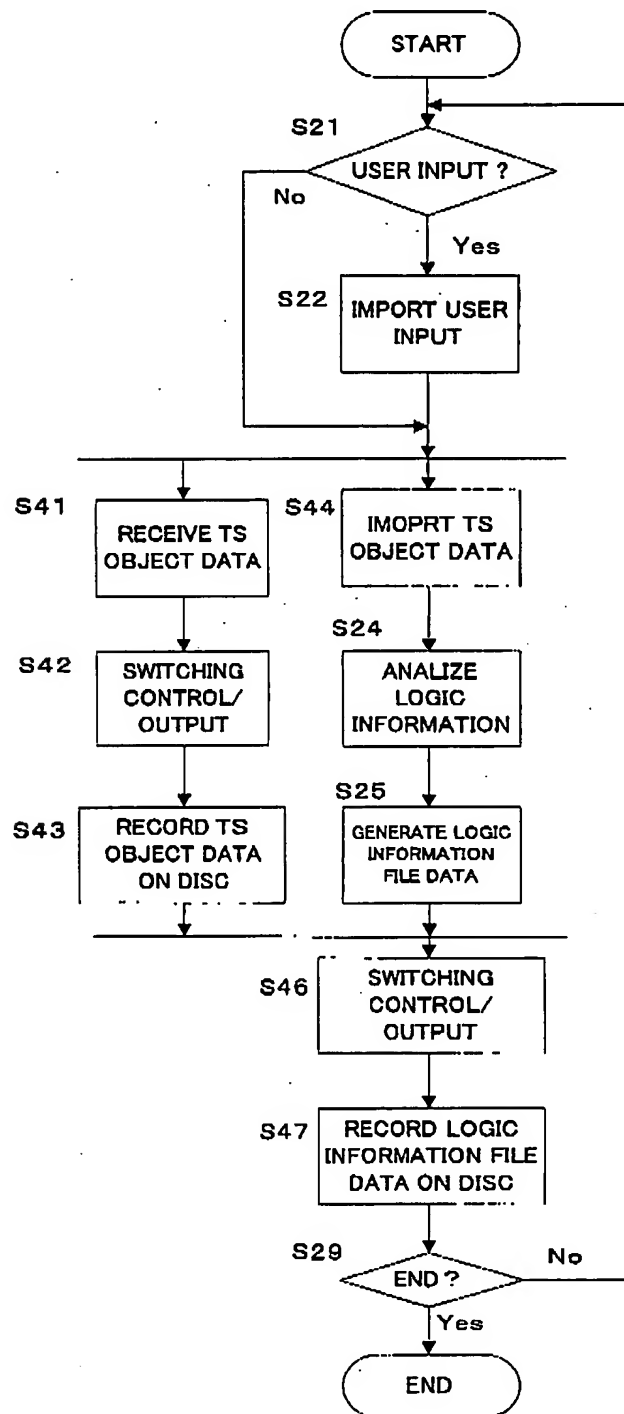 START
S21
USER INPUT ?
No
Yes
S22
IMPORT USER
INPUT
S41
RECEIVE TS
OBJECT DATA
S44
IMOPRT TS
OBJECT DATA
S42
SWITCHING
CONTROL/
OUTPUT
S24
ANALIZE
LOGIC
INFORMATION
S43
RECORD TS
OBJECT DATA
ON DISC
S25
GENERATE LOGIC
INFORMATION
FILE DATA
S46
SWITCHING
CONTROL/
OUTPUT
S47
RECORD LOGIC
INFORMATION FILE
DATA ON DISC
S29
END ?
No
Yes
END